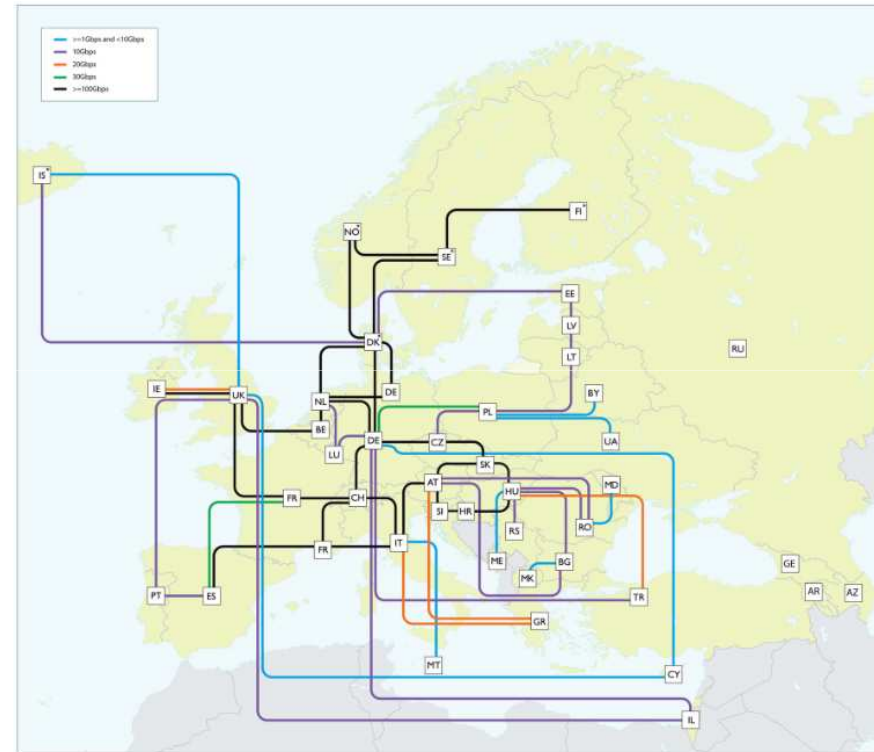 >=1Gbps and <10Gbps
10Gbps
20Gbps
30Gbps
>=100Gbps
IS*
FI*
NO*
SE*
EE
LV
DK*
RU
LT
IE
UK
DE
BY
NL
PL
BE
UA
DE
CZ
LU
SK
AT
MD
HU
FR
CH
SI
HR
RO
RS
IT
FR
ME
BG
GE
MK
PT
ES
TR
AR
AZ
GR
MT
CY
IL